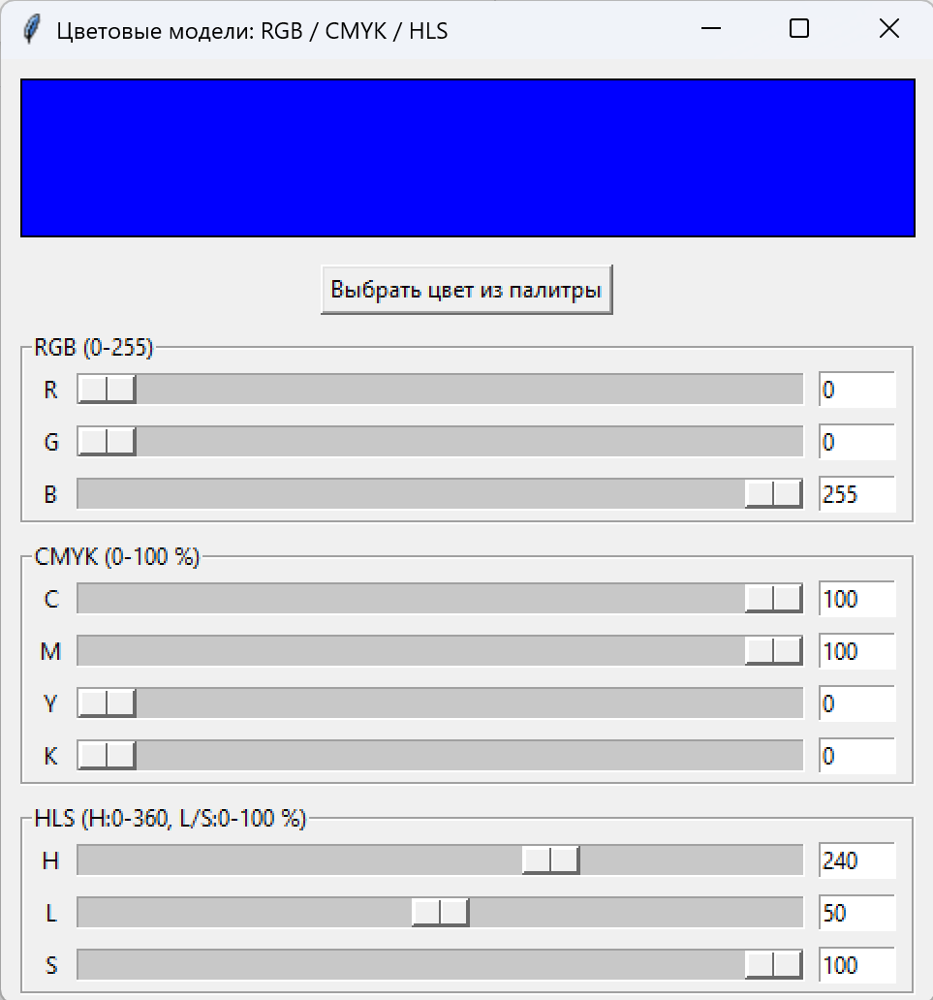 Цветовые модели: RGB / CMYK / HLS
Выбрать цвет из палитры
RGB (0-255)
R 0
G 0
B 255
CMYK (0-100 %)
C 100
M 100
Y 0
K 0
HLS (H:0-360, L/S:0-100 %)
H 240
L 50
S 100